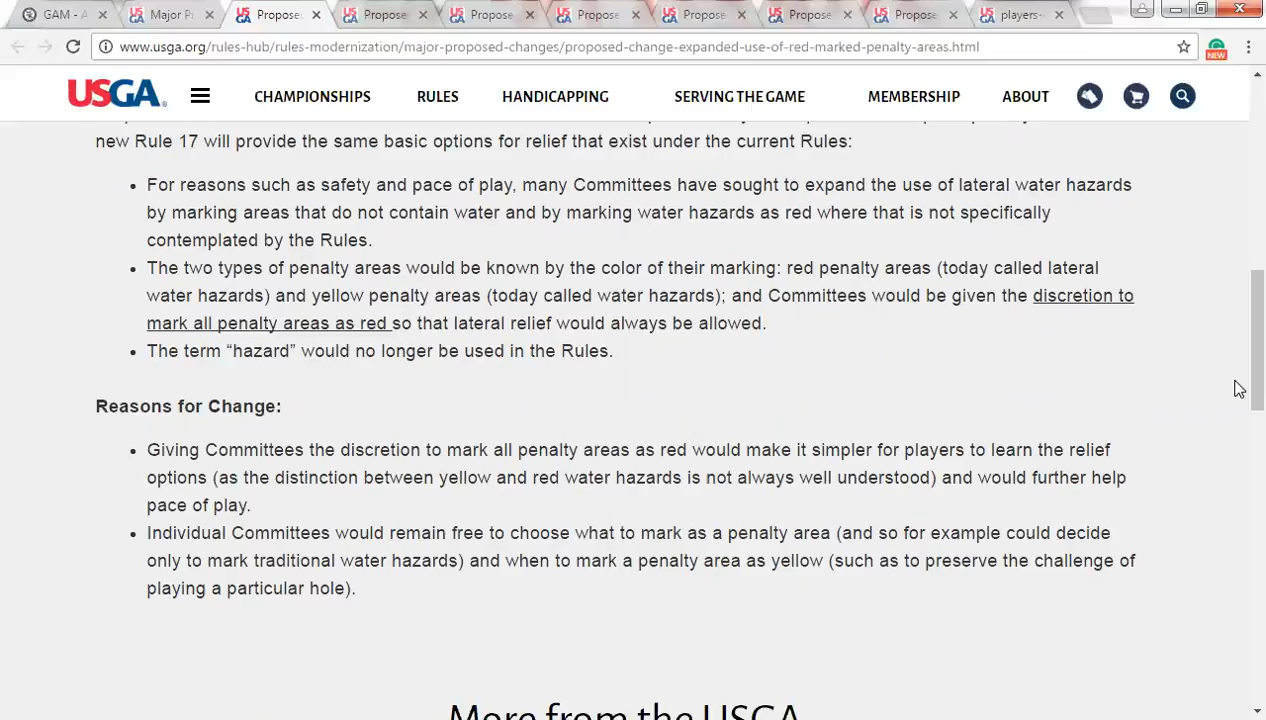 GAM - A
Major P
Propose
Propose
Propose
Propose
Propose
Propose
Propose
players-
www.usga.org/rules-hub/rules-modernization/major-proposed-changes/proposed-change-expanded-use-of-red-marked-penalty-areas.html
NEW
USGA CHAMPIONSHIPS RULES HANDICAPPING SERVING THE GAME MEMBERSHIP ABOUT
new Rule 17 will provide the same basic options for relief that exist under the current Rules:
• For reasons such as safety and pace of play, many Committees have sought to expand the use of lateral water hazards
by marking areas that do not contain water and by marking water hazards as red where that is not specifically
contemplated by the Rules.
• The two types of penalty areas would be known by the color of their marking: red penalty areas (today called lateral
water hazards) and yellow penalty areas (today called water hazards); and Committees would be given the discretion to
mark all penalty areas as red so that lateral relief would always be allowed.
• The term “hazard” would no longer be used in the Rules.
Reasons for Change:
• Giving Committees the discretion to mark all penalty areas as red would make it simpler for players to learn the relief
options (as the distinction between yellow and red water hazards is not always well understood) and would further help
pace of play.
• Individual Committees would remain free to choose what to mark as a penalty area (and so for example could decide
only to mark traditional water hazards) and when to mark a penalty area as yellow (such as to preserve the challenge of
playing a particular hole).
More from the USGA